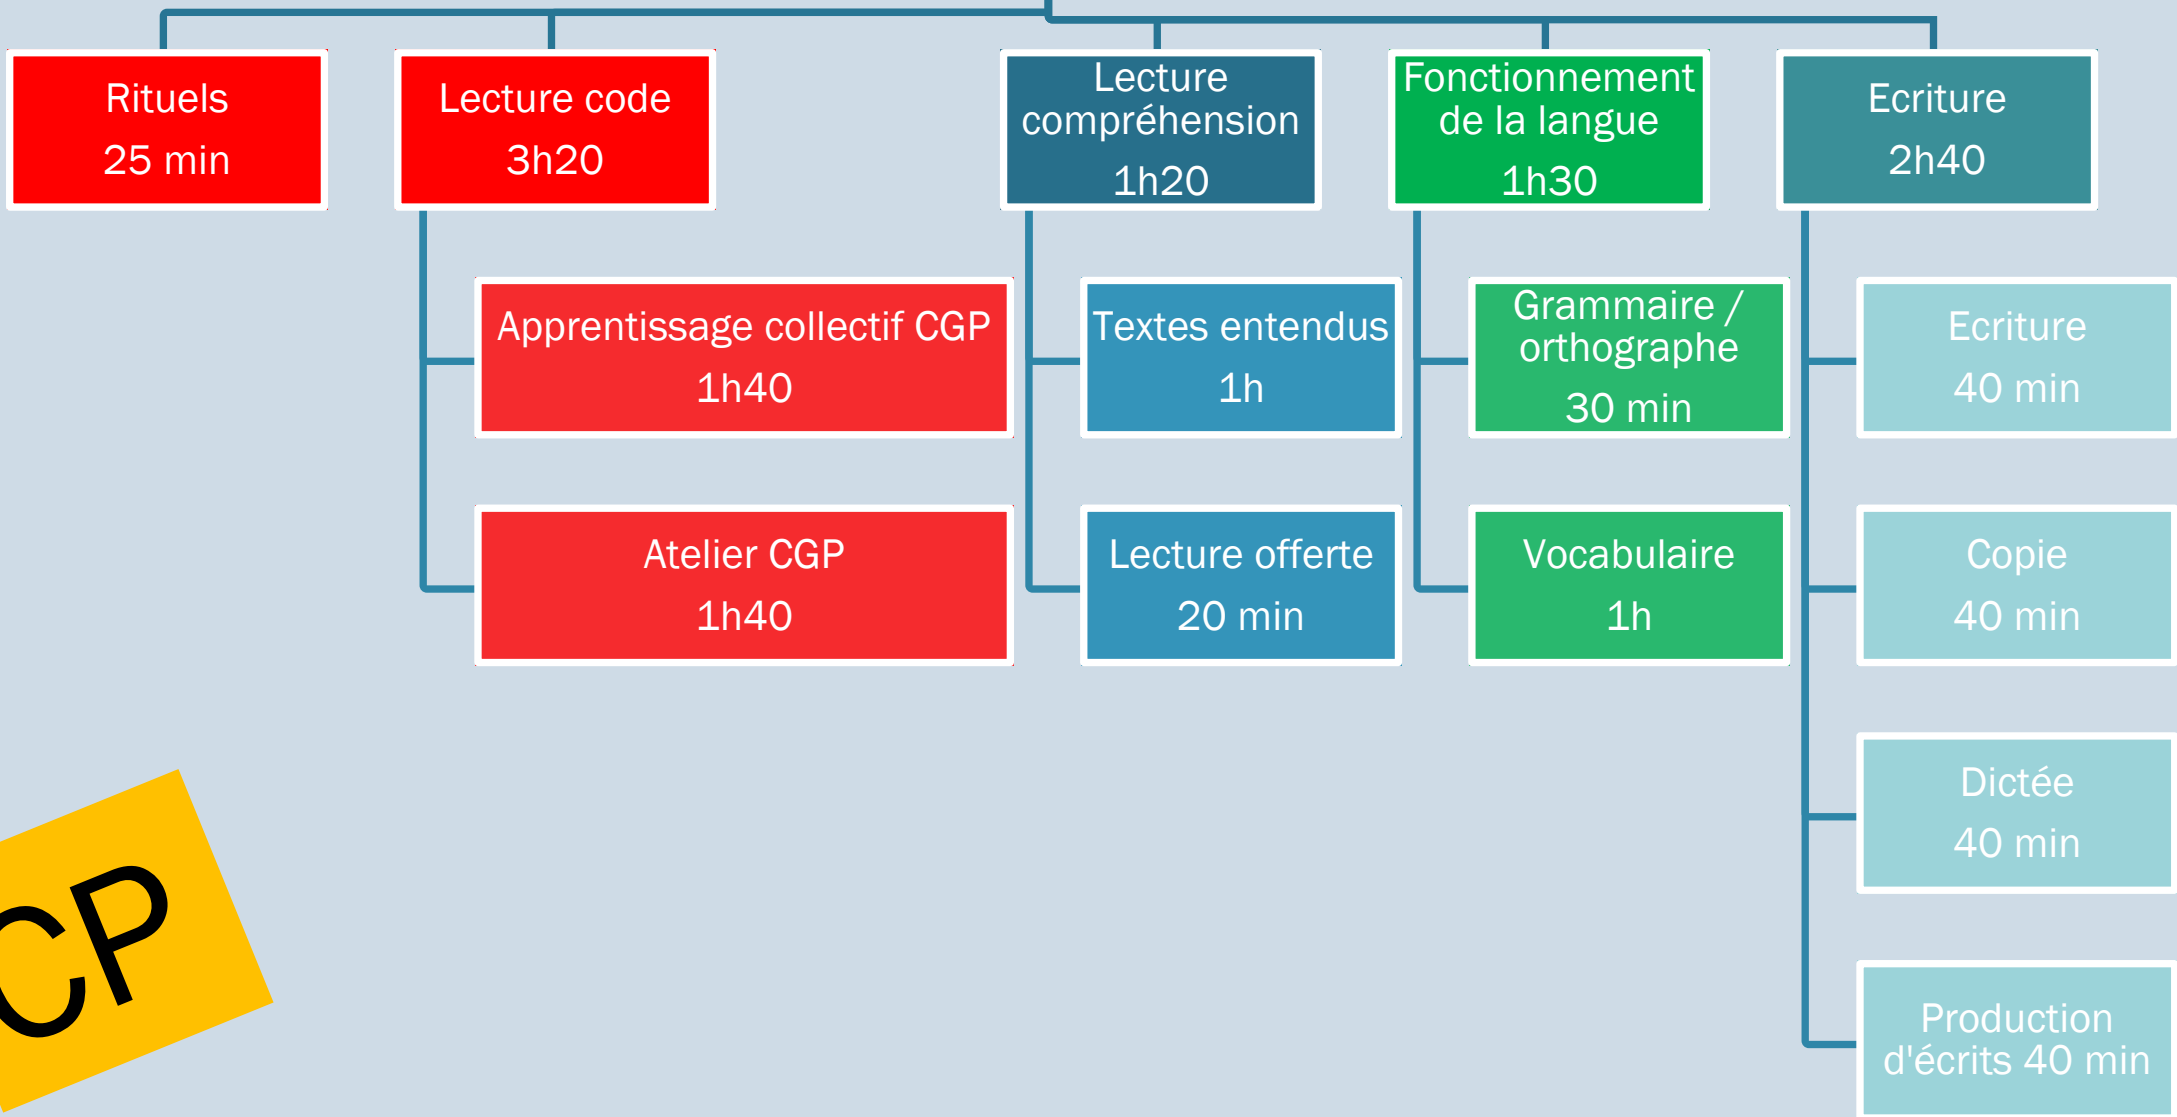 Rituels
25 min
Lecture code
3h20
Lecture
compréhension
1h20
Fonctionnement
de la langue
1h30
Ecriture
2h40
Apprentissage collectif CGP
1h40
Textes entendus
1h
Grammaire /
orthographe
30 min
Ecriture
40 min
Atelier CGP
1h40
Lecture offerte
20 min
Vocabulaire
1h
Copie
40 min
Dictée
40 min
Production
d'écrits 40 min
CP